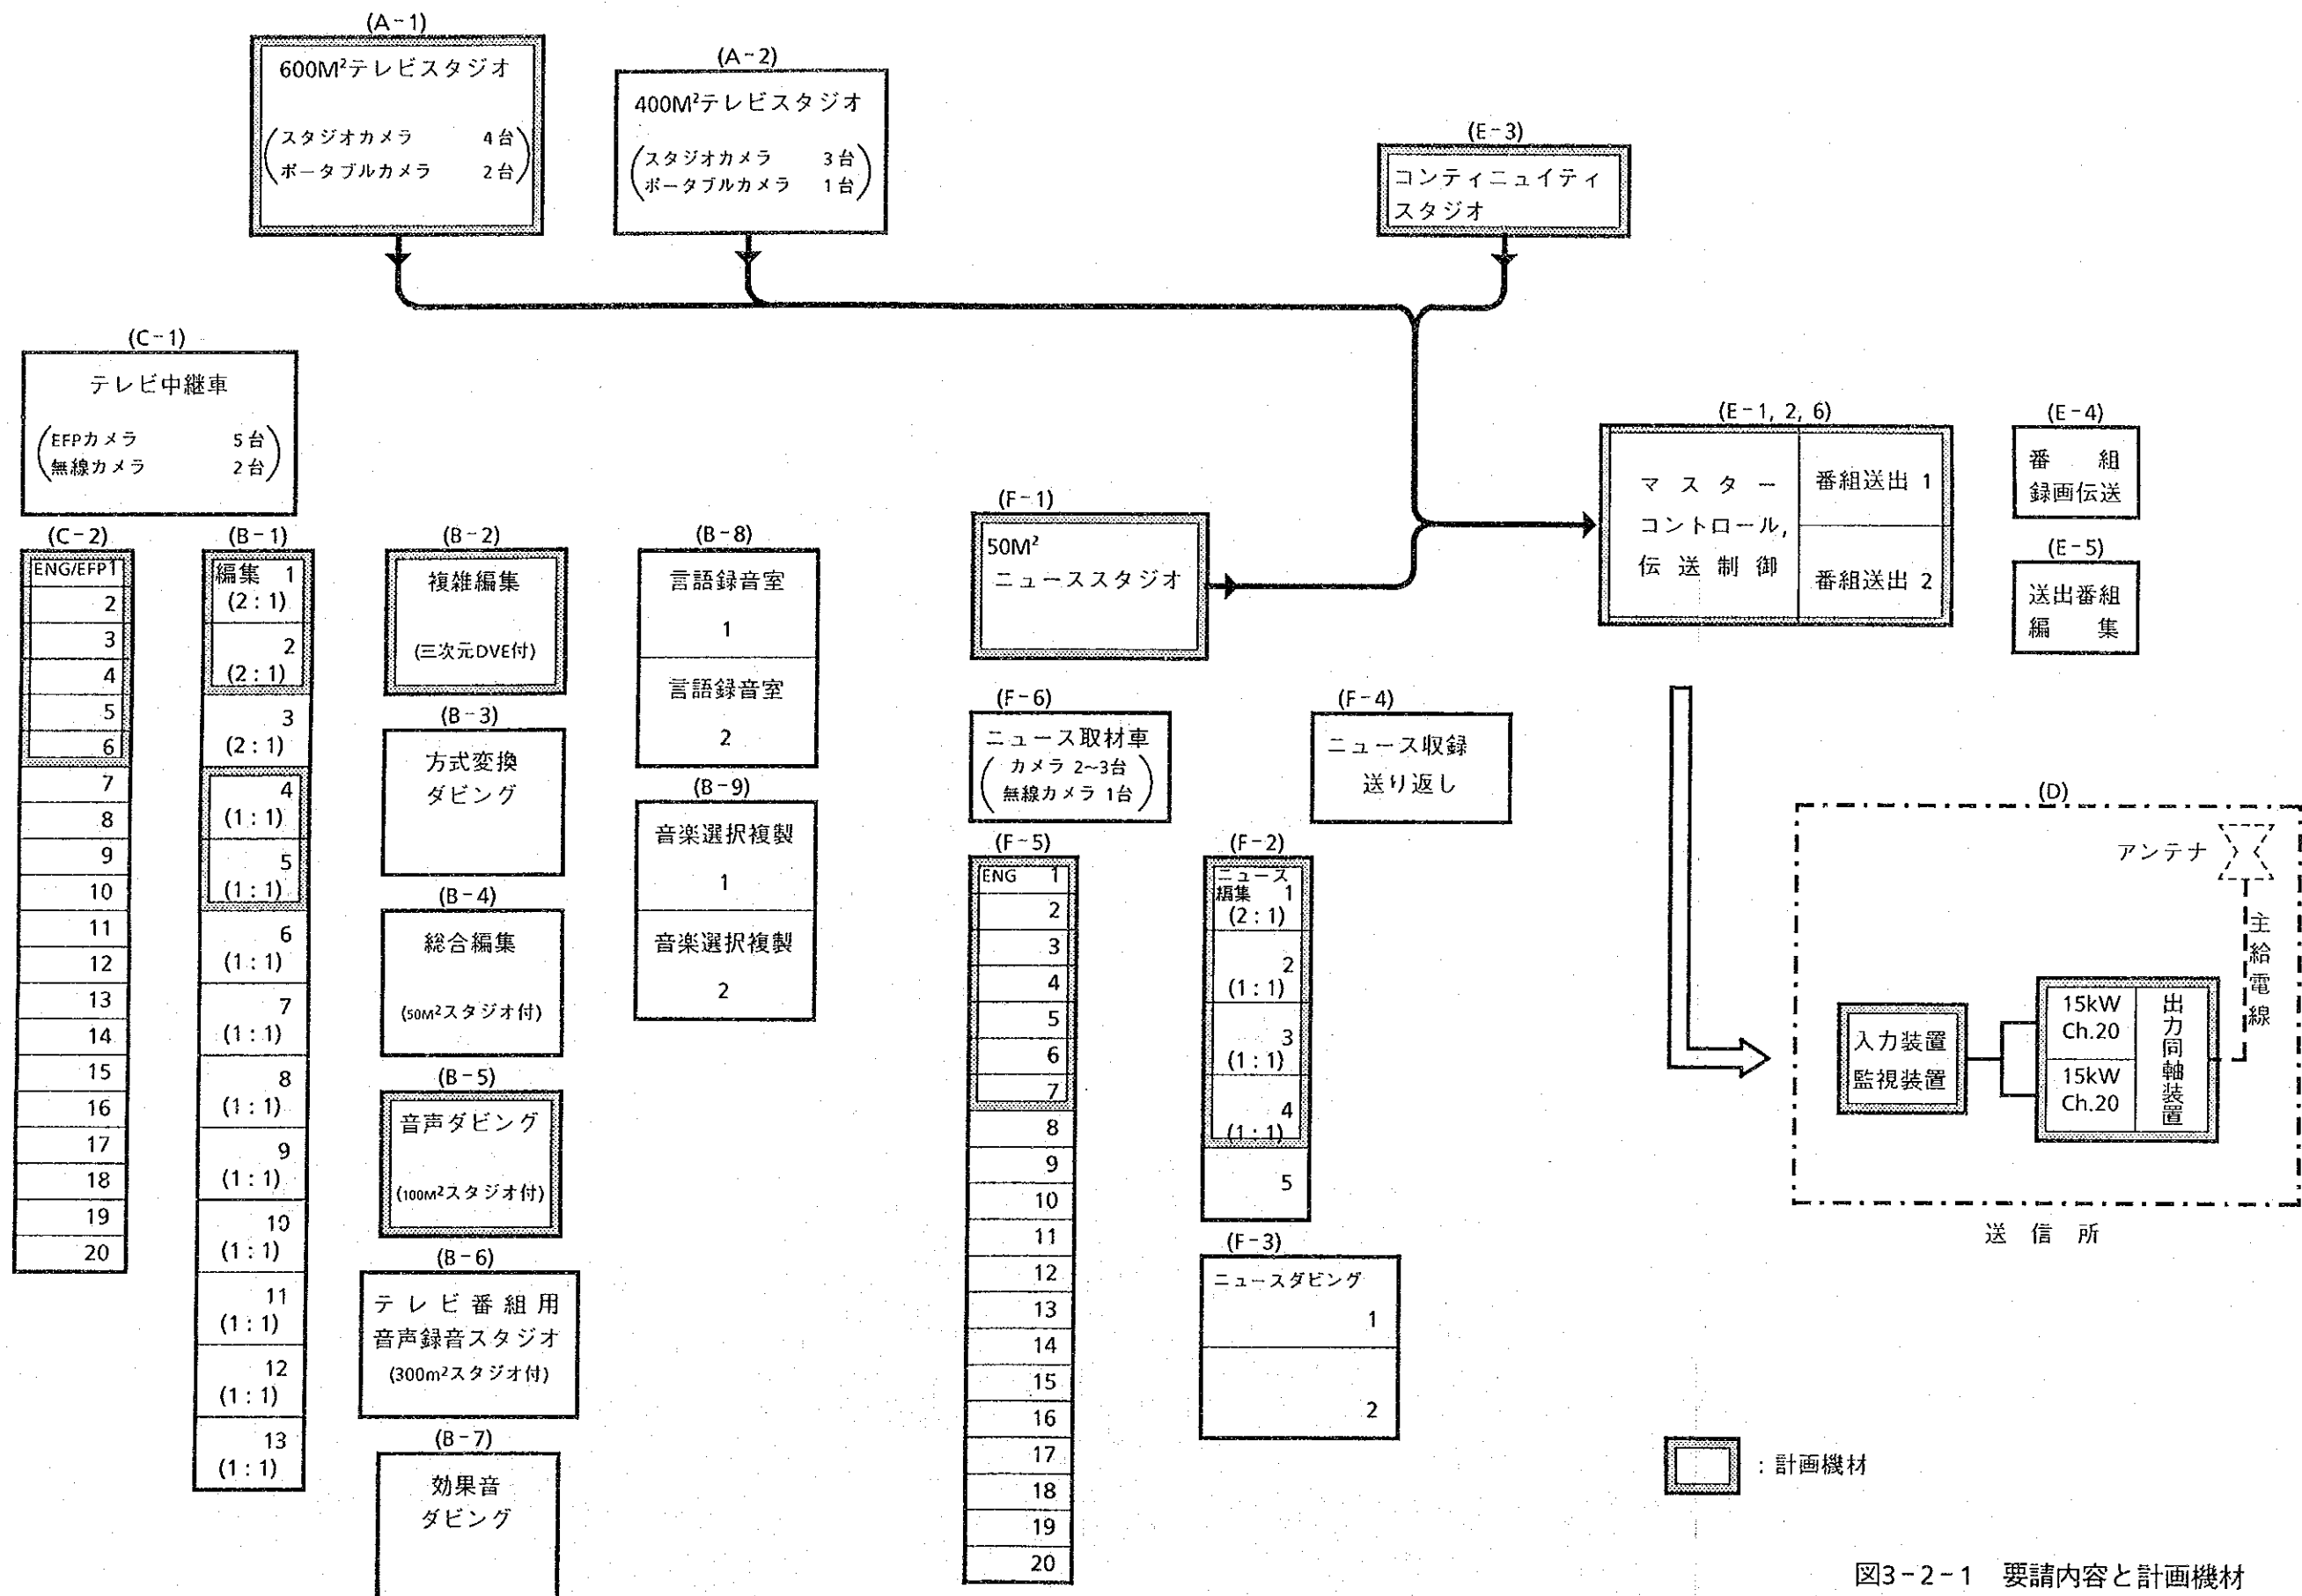 (A-1)
600M²テレビスタジオ
スタジオカメラ 4台
ポータブルカメラ 2台
(A-2)
400M²テレビスタジオ
スタジオカメラ 3台
ポータブルカメラ 1台
(E-3)
コンティニュイティ
スタジオ
(C-1)
テレビ中継車
EFPカメラ 5台
無線カメラ 2台
(C-2)
ENG/EFP1
2
3
4
5
6
7
8
9
10
11
12
13
14
15
16
17
18
19
20
(B-1)
編集 1
(2:1)
2
(2:1)
3
(2:1)
4
(1:1)
5
(1:1)
6
(1:1)
7
(1:1)
8
(1:1)
9
(1:1)
10
(1:1)
11
(1:1)
12
(1:1)
13
(1:1)
(B-2)
複雑編集
(三次元DVE付)
(B-3)
方式変換
ダビング
(B-4)
総合編集
(50M²スタジオ付)
(B-5)
音声ダビング
(100M²スタジオ付)
(B-6)
テレビ番組用
音声録音スタジオ
(300m²スタジオ付)
(B-7)
効果音
ダビング
(B-8)
言語録音室
1
言語録音室
2
(B-9)
音楽選択複製
1
音楽選択複製
2
(F-1)
50M²
ニューススタジオ
(F-6)
ニュース取材車
カメラ 2~3台
無線カメラ 1台
(F-4)
ニュース収録
送り返し
(F-5)
ENG 1
2
3
4
5
6
7
8
9
10
11
12
13
14
15
16
17
18
19
20
(F-2)
ニュース
編集 1
(2:1)
2
(1:1)
3
(1:1)
4
(1:1)
5
(F-3)
ニュースダビング
1
2
(E-1, 2, 6)
マスター
コントロール,
伝送制御
番組送出 1
番組送出 2
(E-4)
番組
録画伝送
(E-5)
送出番組
編集
(D)
アンテナ
主給電線
入力装置
監視装置
15kW
Ch.20
15kW
Ch.20
出力同軸装置
送信所
:計画機材
図3-2-1 要請内容と計画機材